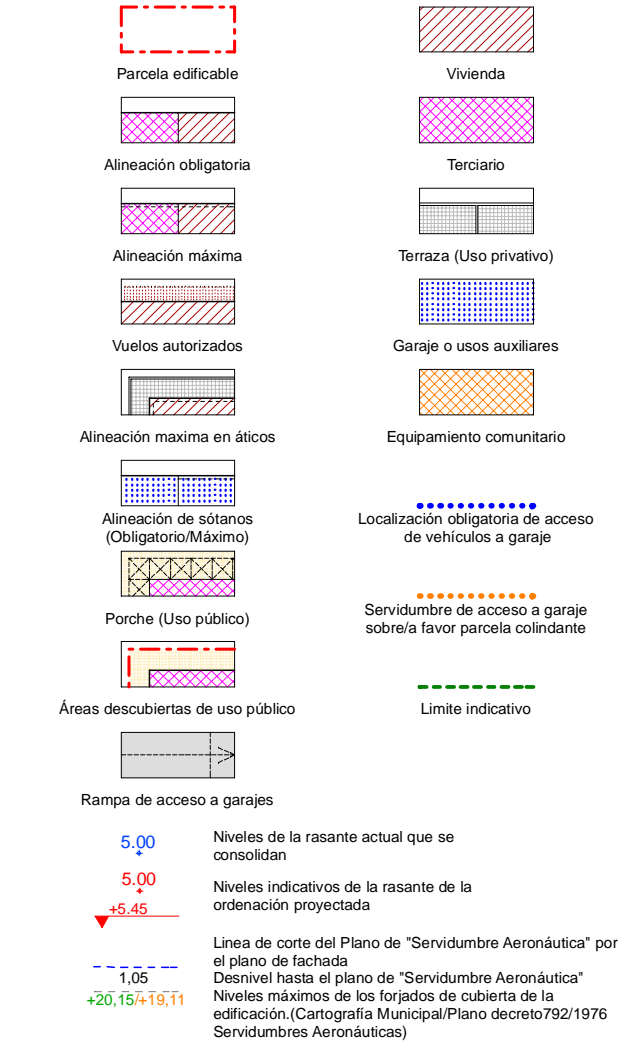 Parcela edificable
Vivienda
Alineación obligatoria
Terciario
Alineación máxima
Terraza (Uso privativo)
Vuelos autorizados
Garaje o usos auxiliares
Alineación maxima en áticos
Equipamiento comunitario
Alineación de sótanos
(Obligatorio/Máximo)
Localización obligatoria de acceso
de vehículos a garaje
Porche (Uso público)
Servidumbre de acceso a garaje
sobre/a favor parcela colindante
Áreas descubiertas de uso público
Limite indicativo
Rampa de acceso a garajes
5.00
Niveles de la rasante actual que se
consolidan
5.00
+5.45
Niveles indicativos de la rasante de la
ordenación proyectada
Linea de corte del Plano de "Servidumbre Aeronáutica" por
el plano de fachada
1,05
Desnivel hasta el plano de "Servidumbre Aeronáutica"
+20,15/+19,11
Niveles máximos de los forjados de cubierta de la
edificación.(Cartografía Municipal/Plano decreto792/1976
Servidumbres Aeronáuticas)